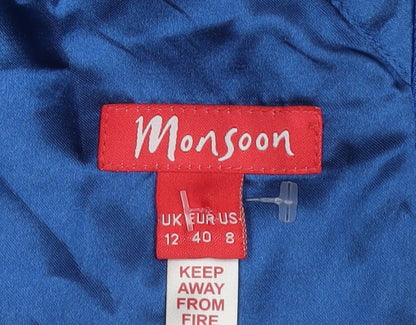 Monsoon
UK EUR US
12 40 8
KEEP
AWAY
FROM
FIRE